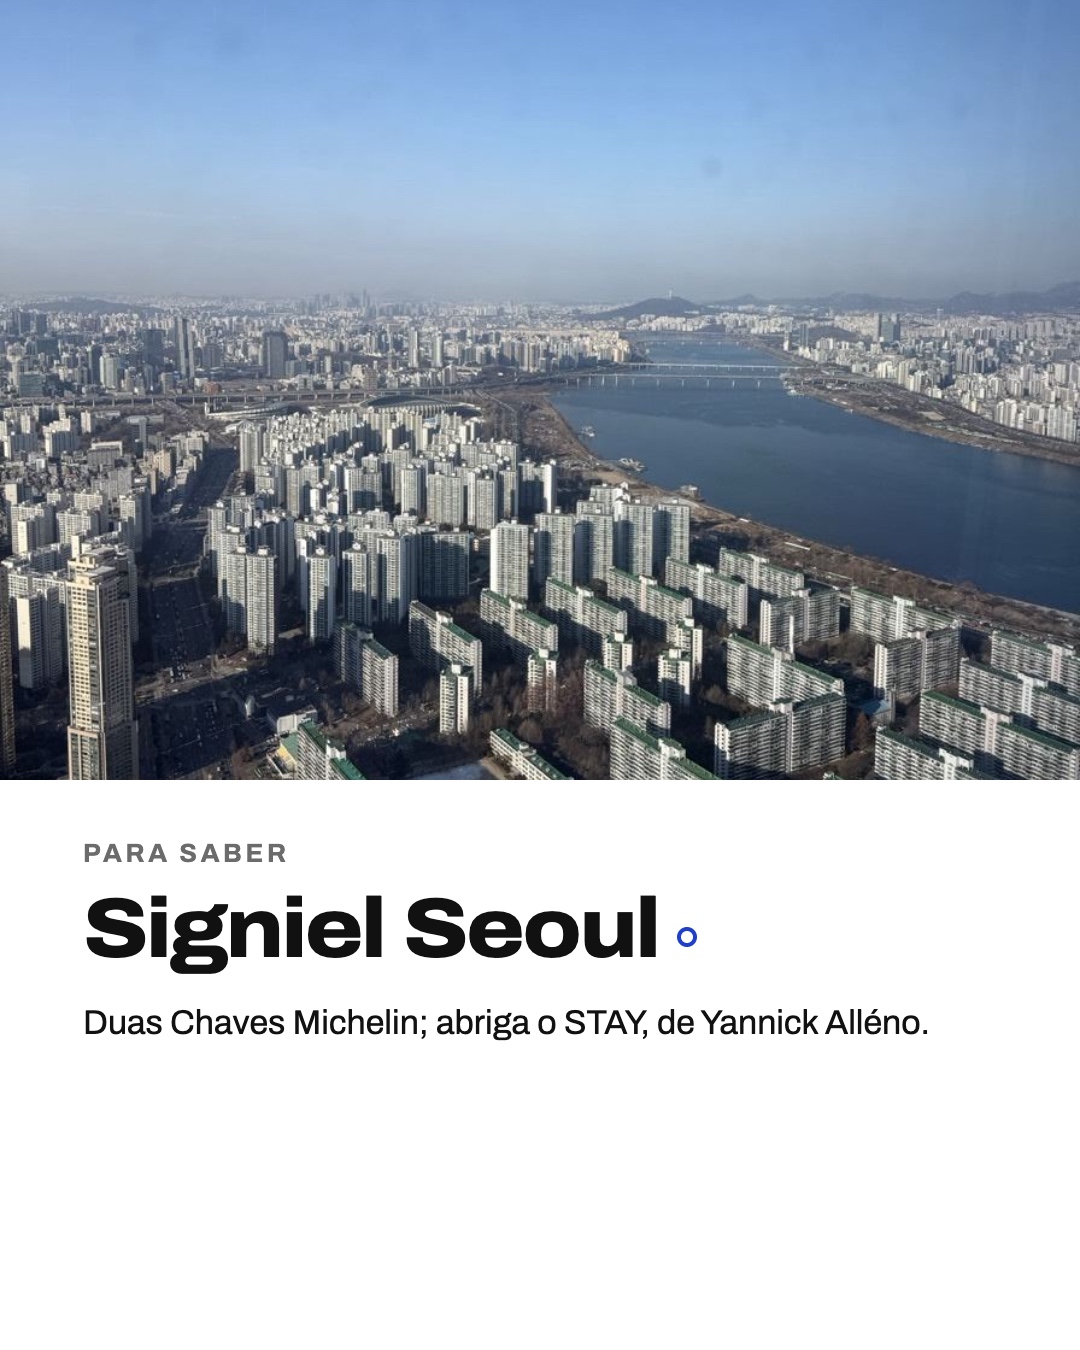 PARA SABER
Signiel Seoul
Duas Chaves Michelin; abriga o STAY, de Yannick Alléno.